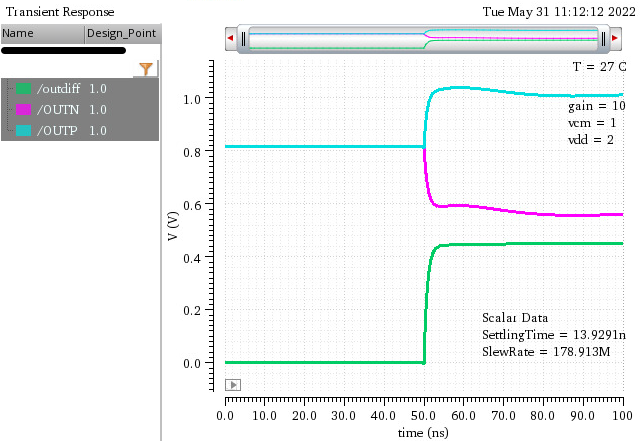 Transient Response
Tue May 31 11:12:12 2022
Name Design_Point
/outdiff 1.0
/OUTN 1.0
/OUTP 1.0
T = 27 C
gain = 10
vcm = 1
vdd = 2
V (V)
1.0
0.8
0.6
0.4
0.2
0.0
Scalar Data
SettlingTime = 13.9291n
SlewRate = 178.913M
0.0 10.0 20.0 30.0 40.0 50.0 60.0 70.0 80.0 90.0 100
time (ns)